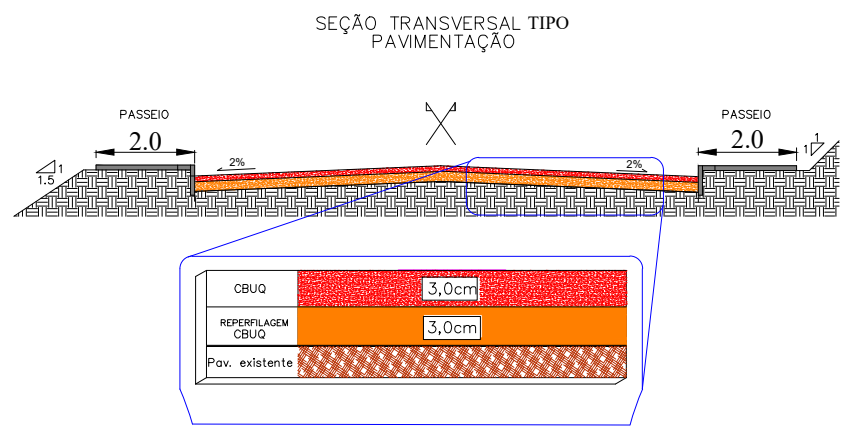 SEÇÃO TRANSVERSAL TIPO
PAVIMENTAÇÃO
PASSEIO
PASSEIO
2.0
2.0
1
1.5
2%
2%
1
1
CBUQ
3,0cm
REPERFILAGEM
CBUQ
3,0cm
Pav. existente